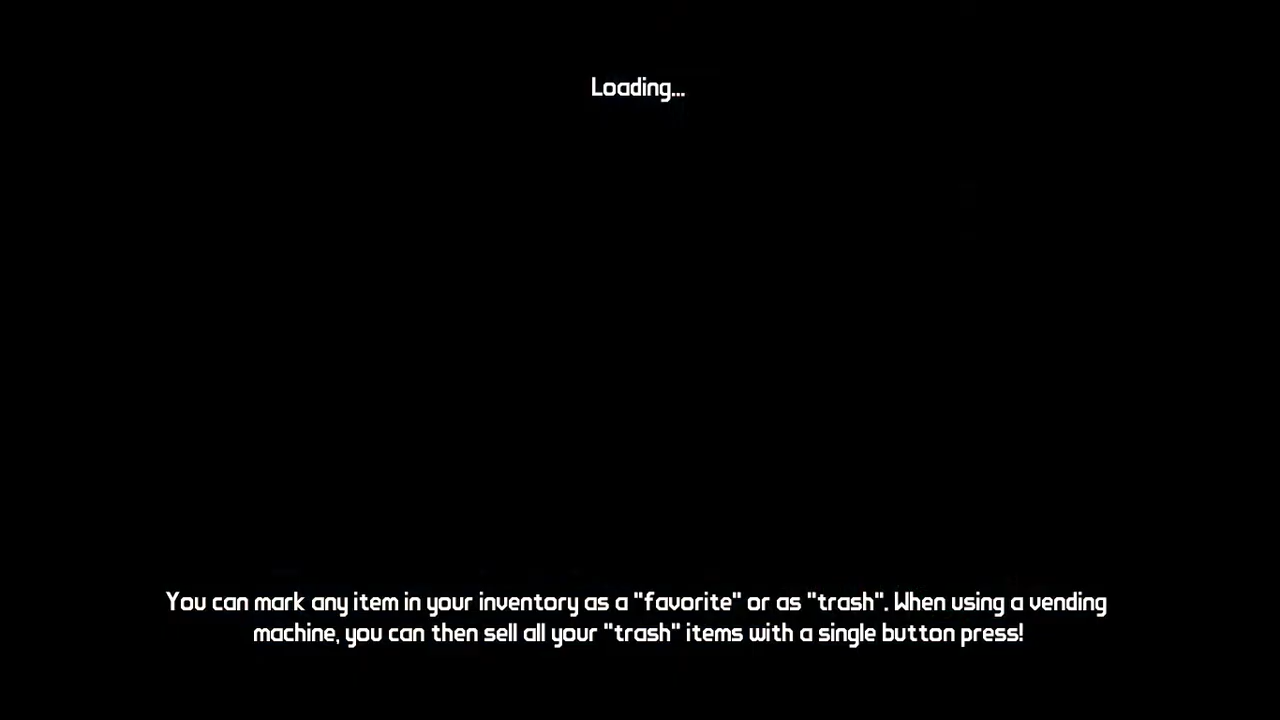 Loading...
You can mark any item in your inventory as a "favorite" or as "trash". When using a vending
machine, you can then sell all your "trash" items with a single button press!